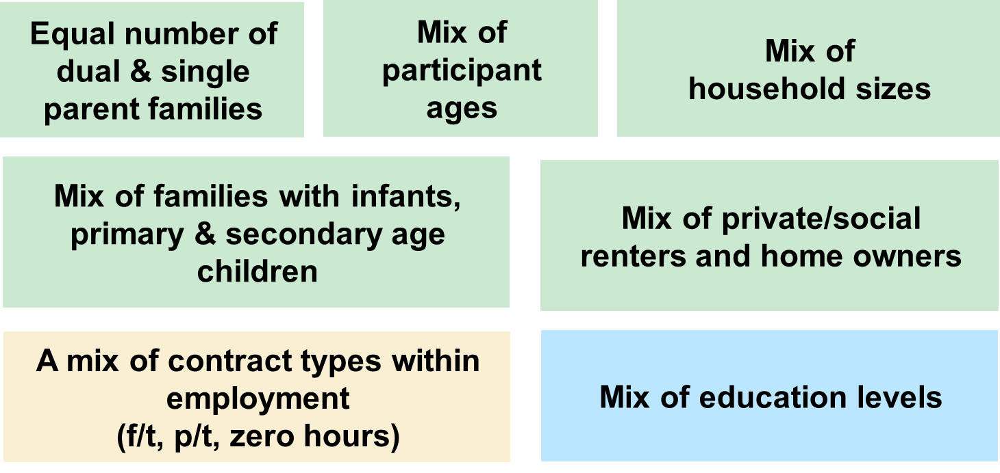 Equal number of
dual & single
parent families
Mix of
participant
ages
Mix of
household sizes
Mix of families with infants,
primary & secondary age
children
Mix of private/social
renters and home owners
A mix of contract types within
employment
(f/t, p/t, zero hours)
Mix of education levels